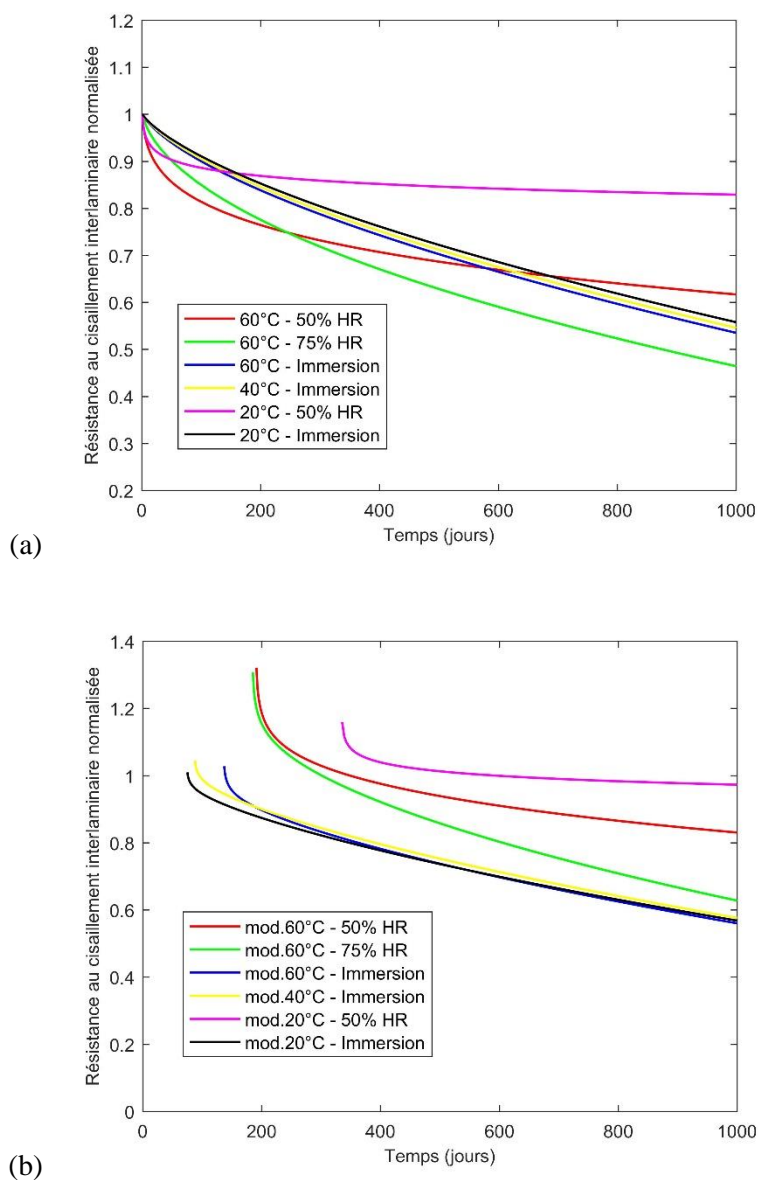 1.2
1.1
1
0.9
0.8
0.7
0.6
0.5
0.4
0.3
0.2
Résistance au cisaillement interlaminaire normalisée
60°C - 50% HR
60°C - 75% HR
60°C - Immersion
40°C - Immersion
20°C - 50% HR
20°C - Immersion
0 200 400 600 800 1000
Temps (jours)
(a)
1.4
1.2
1
0.8
0.6
0.4
0.2
0
Résistance au cisaillement interlaminaire normalisée
mod.60°C - 50% HR
mod.60°C - 75% HR
mod.60°C - Immersion
mod.40°C - Immersion
mod.20°C - 50% HR
mod.20°C - Immersion
0 200 400 600 800 1000
Temps (jours)
(b)